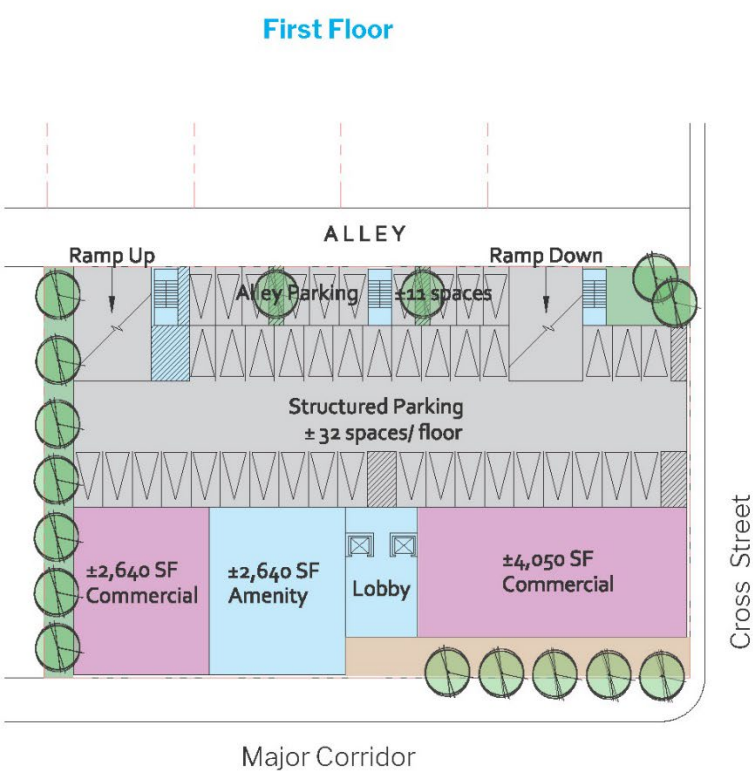 First Floor
ALLEY
Ramp Up
Ramp Down
Alley Parking
±11 spaces
Structured Parking
± 32 spaces/ floor
±2,640 SF
Commercial
±2,640 SF
Amenity
Lobby
±4,050 SF
Commercial
Cross Street
Major Corridor